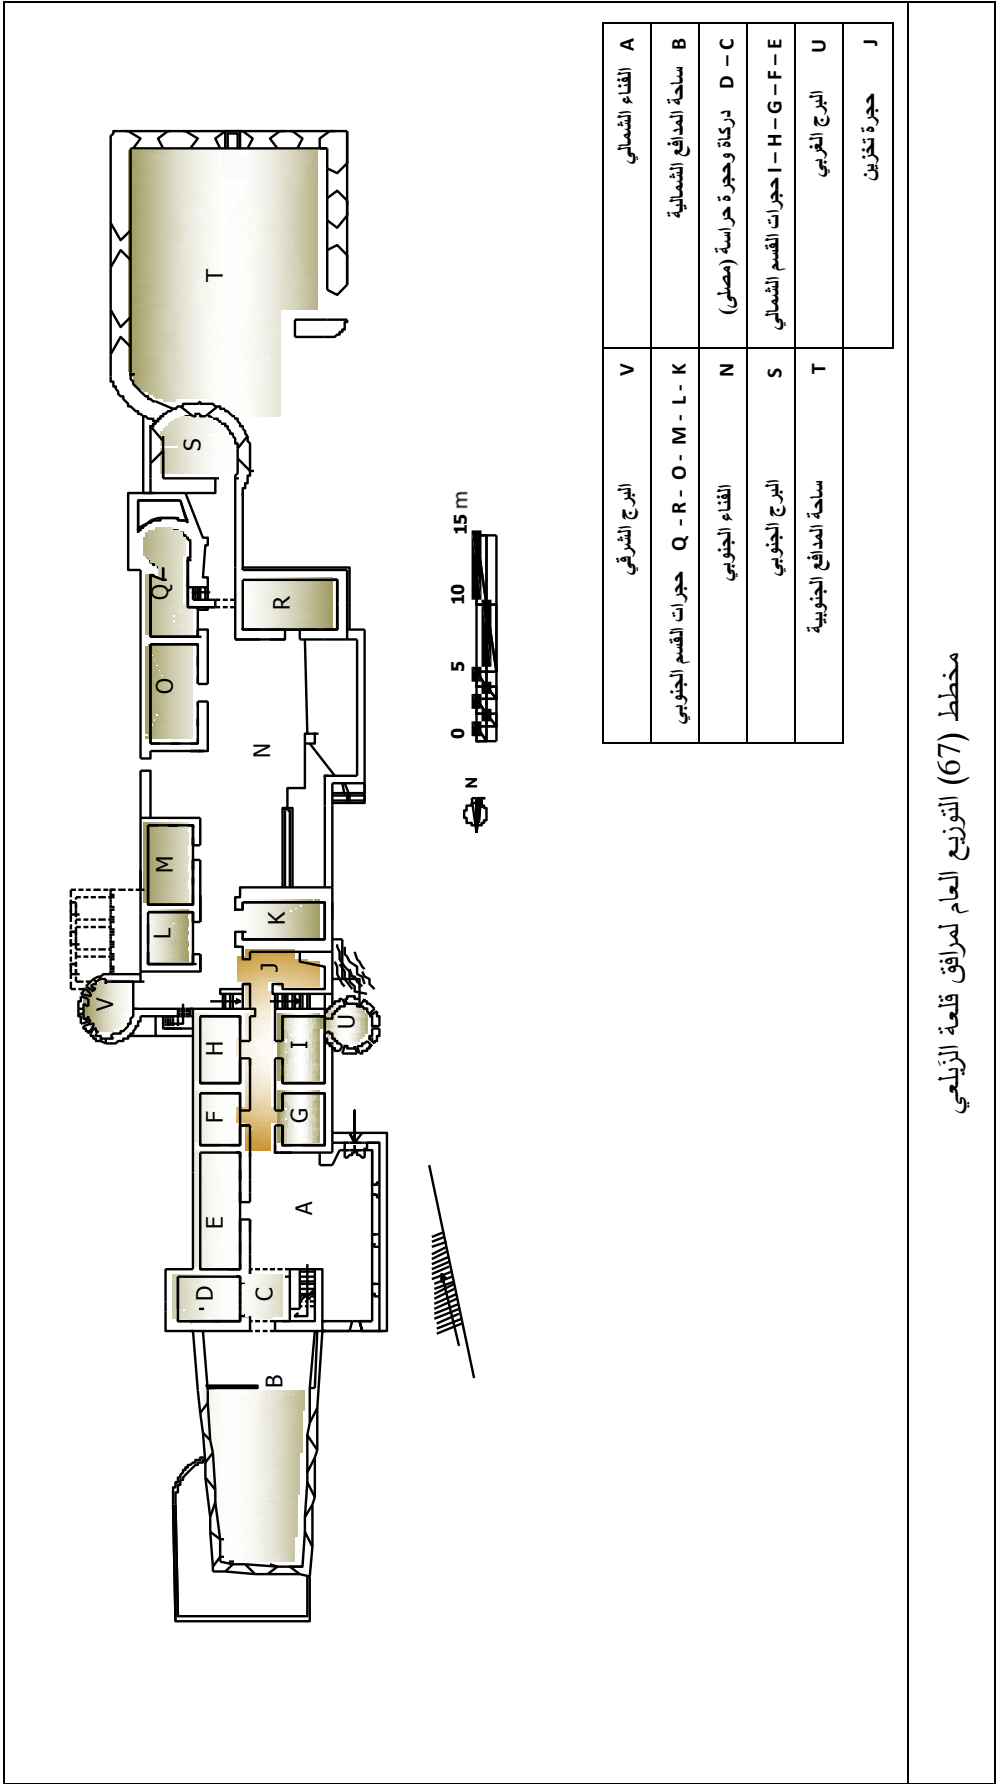 A الفناء الشمالي
B ساحة المدافع الشمالية
D – C دركاة وحجرة حراسة (مصلى)
I – H – G – F – E حجرات القسم الشمالي
U البرج الغربي
J حجرة تخزين
V البرج الشرقي
Q - R - O - M - L - K حجرات القسم الجنوبي
N الفناء الجنوبي
S البرج الجنوبي
T ساحة المدافع الجنوبية
B
D
C
E
A
F
G
H
I
U
V
J
L
K
M
N
O
R
Q
S
T
N
0 5 10 15 m
مخطط (67) التوزيع العام لمرافق قلعة الزيلعي